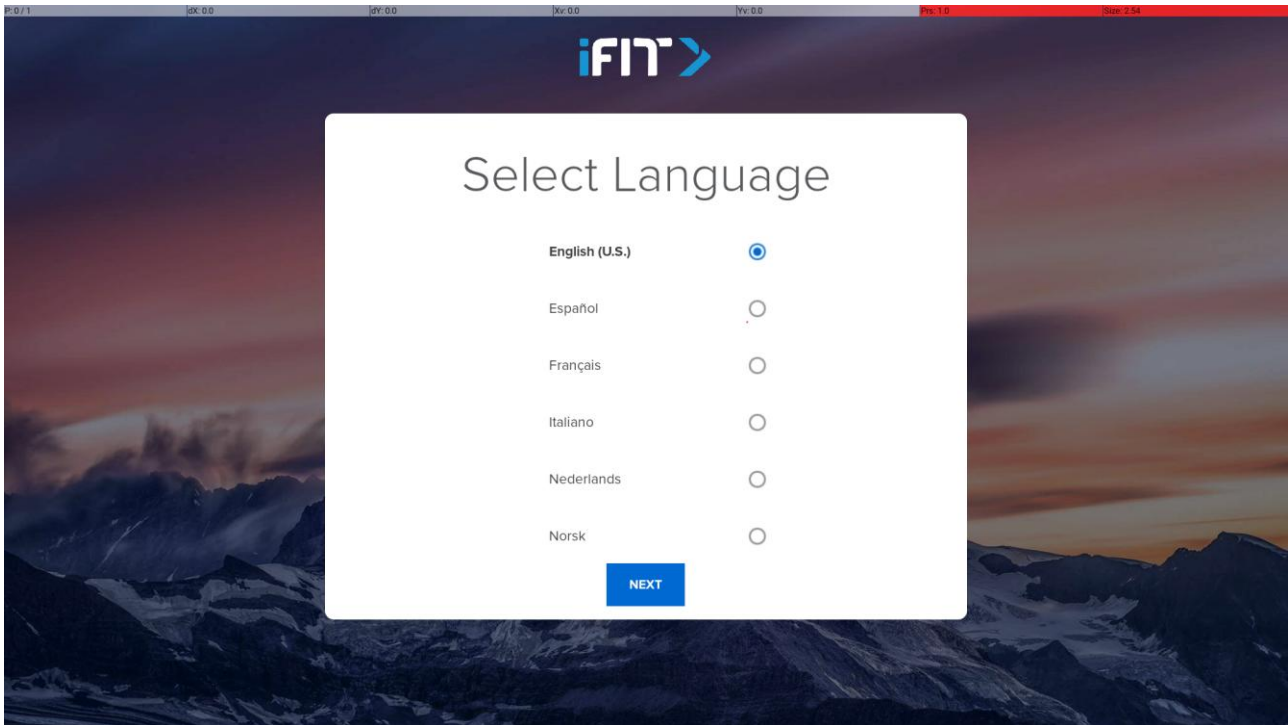 P: 0 / 1 dX: 0.0 dY: 0.0 Xv: 0.0 Yv: 0.0 Prs: 1.0 Size: 2.54
iFIT
Select Language
English (U.S.)
Español
Français
Italiano
Nederlands
Norsk
NEXT